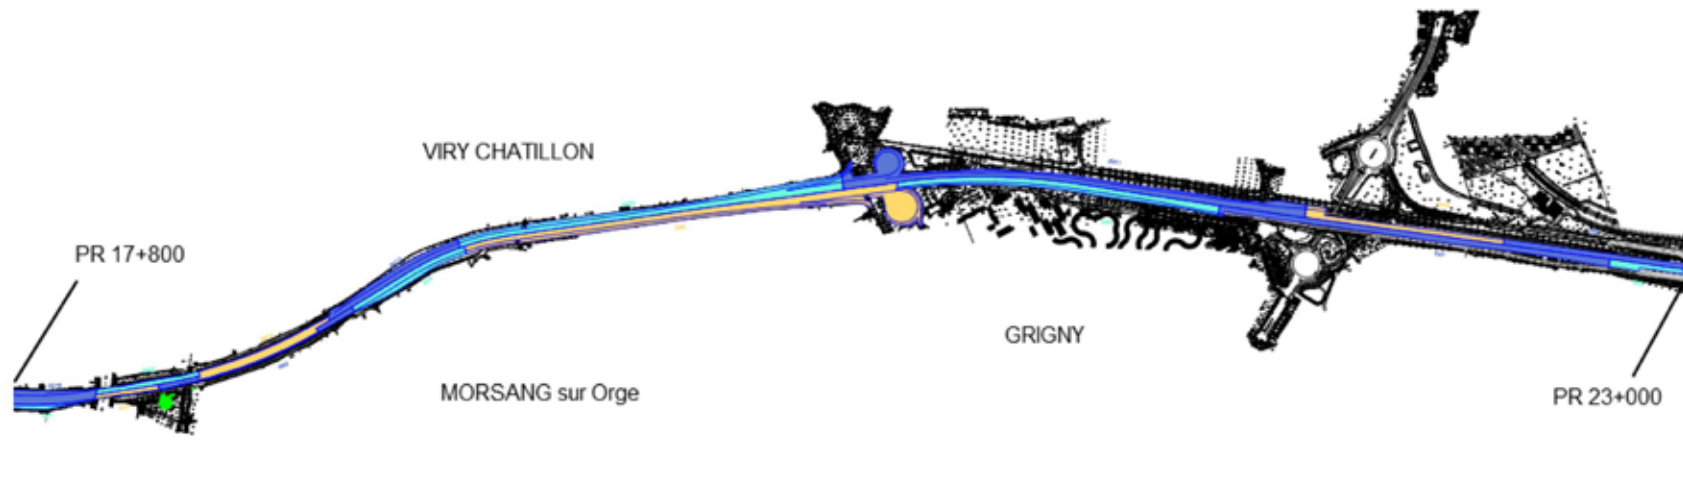 VIRY CHATILLON
PR 17+800
GRIGNY
MORSANG sur Orge
PR 23+000